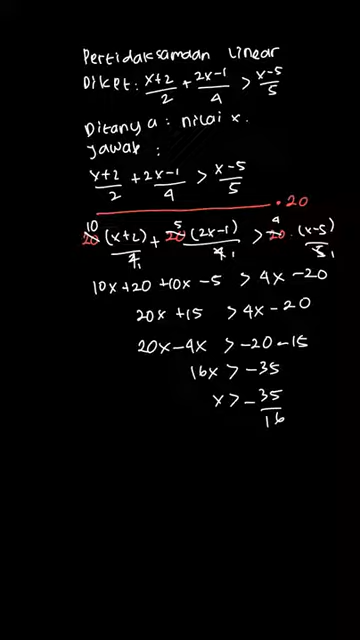 Pertidaksamaan Linear
Diket: (x+2)/2 + (2x-1)/4 > (x-5)/5
Ditanya: nilai x.
Jawab:
(x+2)/2 + (2x-1)/4 > (x-5)/5
· 20
10 20 (x+2)/2 1 + 5 20 (2x-1)/4 1 > 4 20 · (x-5)/5 1
10x+20 +10x -5 > 4x -20
20x +15 > 4x -20
20x -4x > -20 -15
16x > -35
x > -35/16